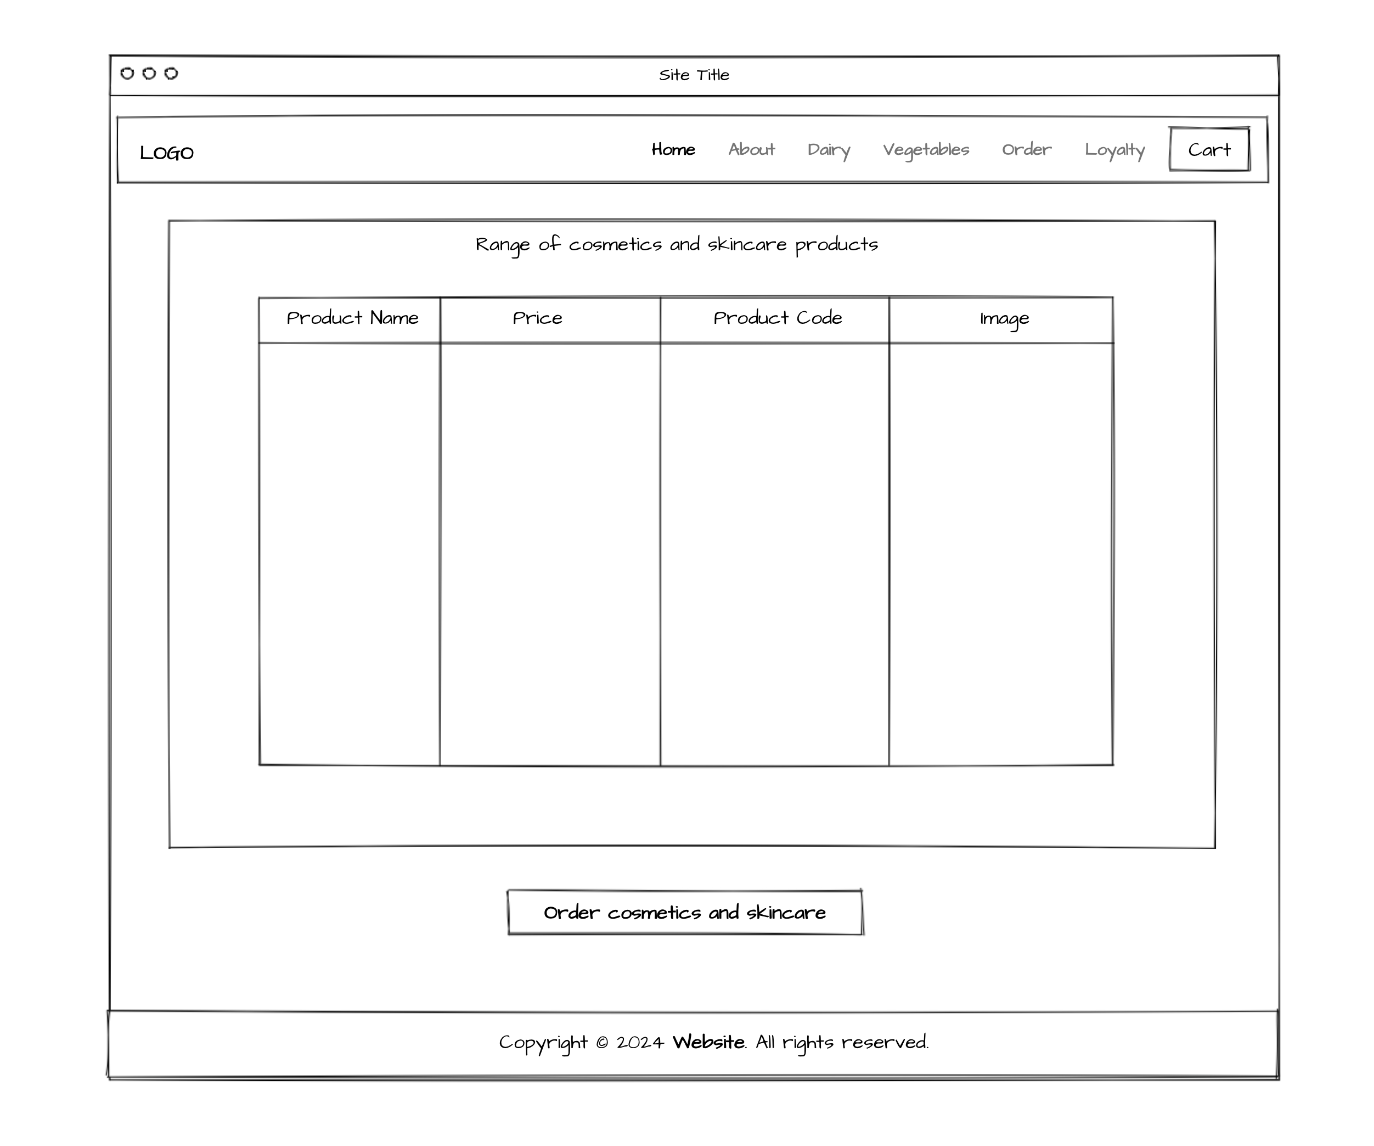 Site Title
LOGO Home About Dairy Vegetables Order Loyalty Cart
Range of cosmetics and skincare products
Product Name Price Product Code Image
Order cosmetics and skincare
Copyright © 2024 Website. All rights reserved.